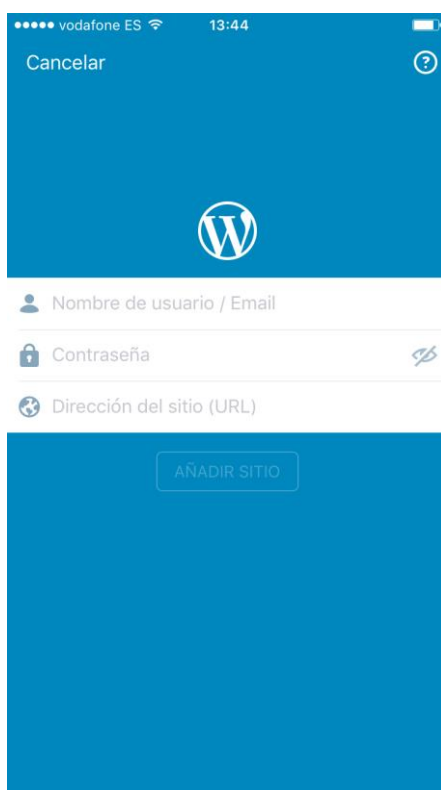 vodafone ES 13:44
Cancelar ?
W
Nombre de usuario / Email
Contraseña
Dirección del sitio (URL)
AÑADIR SITIO